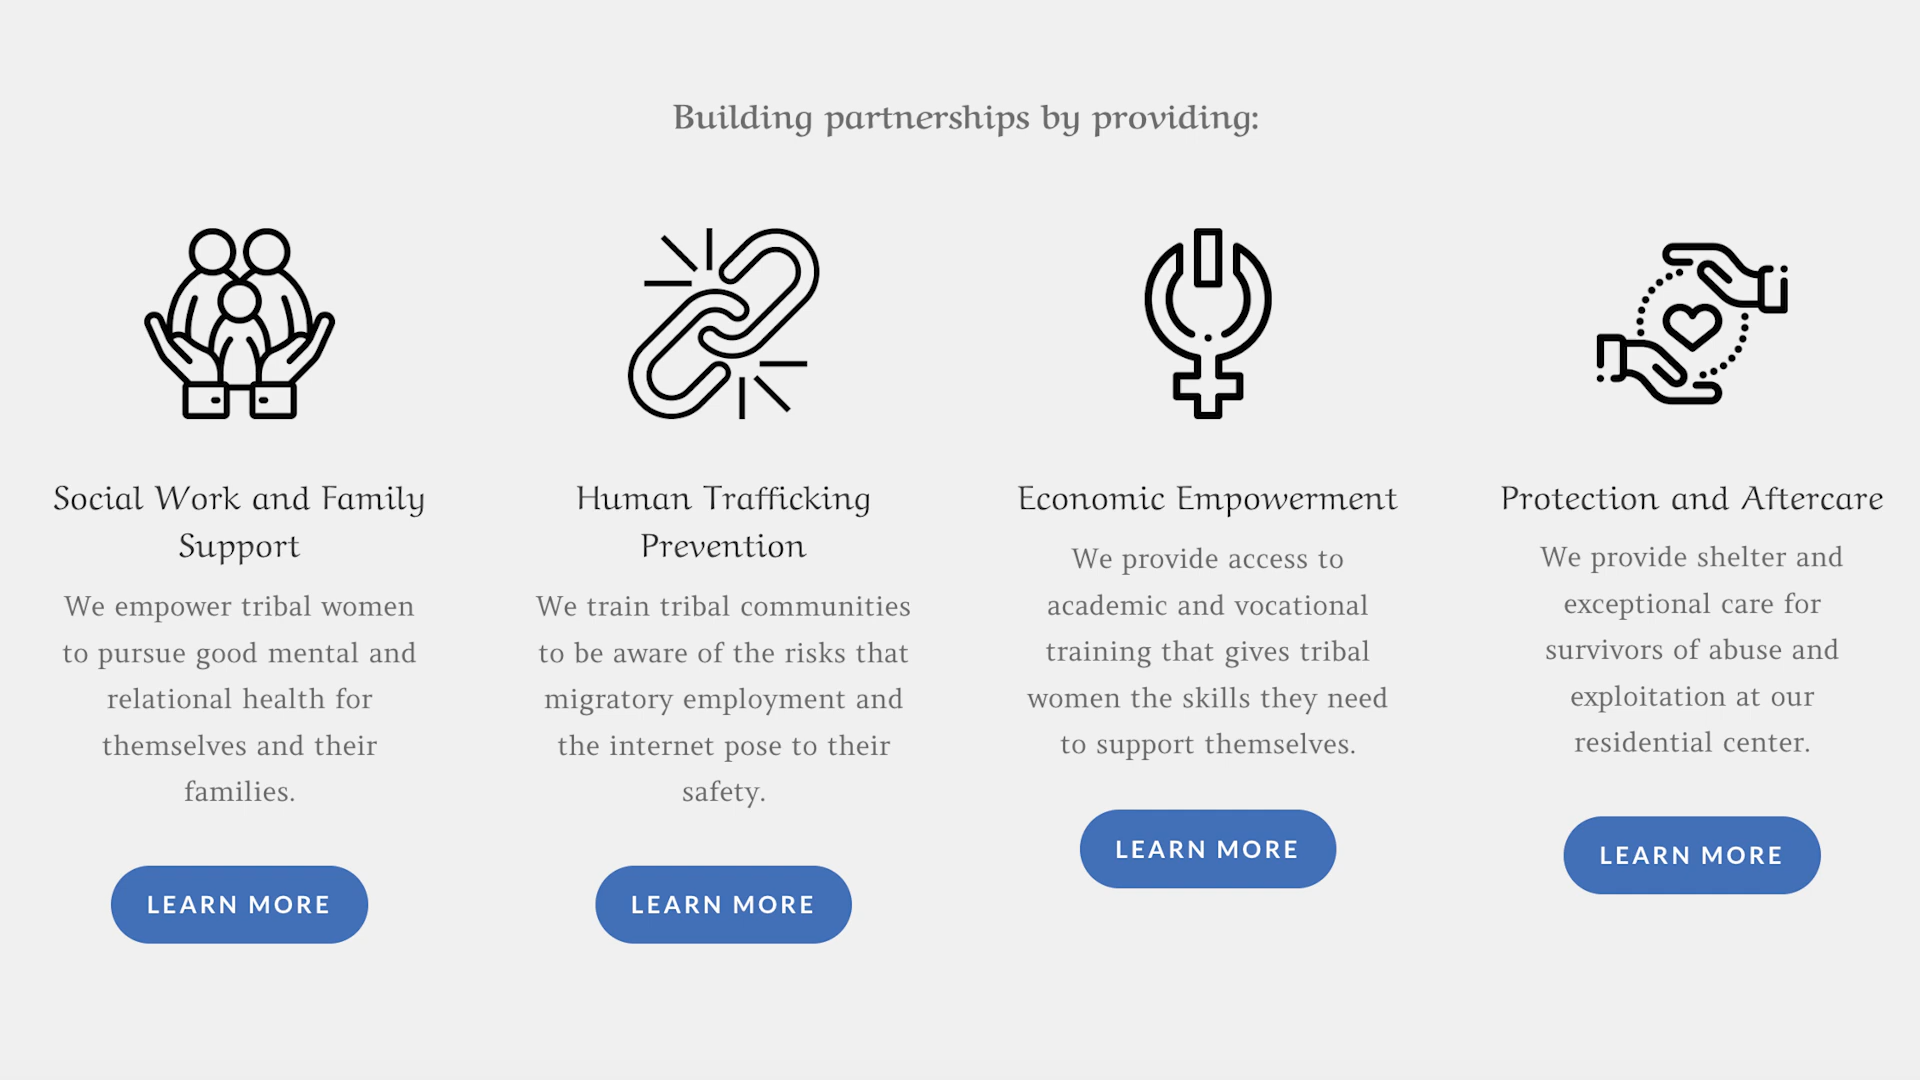 Building partnerships by providing:
Social Work and Family
Support
We empower tribal women
to pursue good mental and
relational health for
themselves and their
families.
LEARN MORE
Human Trafficking
Prevention
We train tribal communities
to be aware of the risks that
migratory employment and
the internet pose to their
safety.
LEARN MORE
Economic Empowerment
We provide access to
academic and vocational
training that gives tribal
women the skills they need
to support themselves.
LEARN MORE
Protection and Aftercare
We provide shelter and
exceptional care for
survivors of abuse and
exploitation at our
residential center.
LEARN MORE